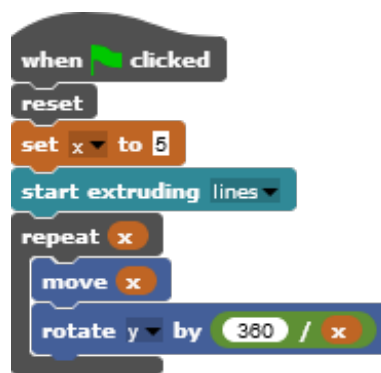 when clicked
reset
set x to 5
start extruding lines
repeat x
move x
rotate y by 360 / x